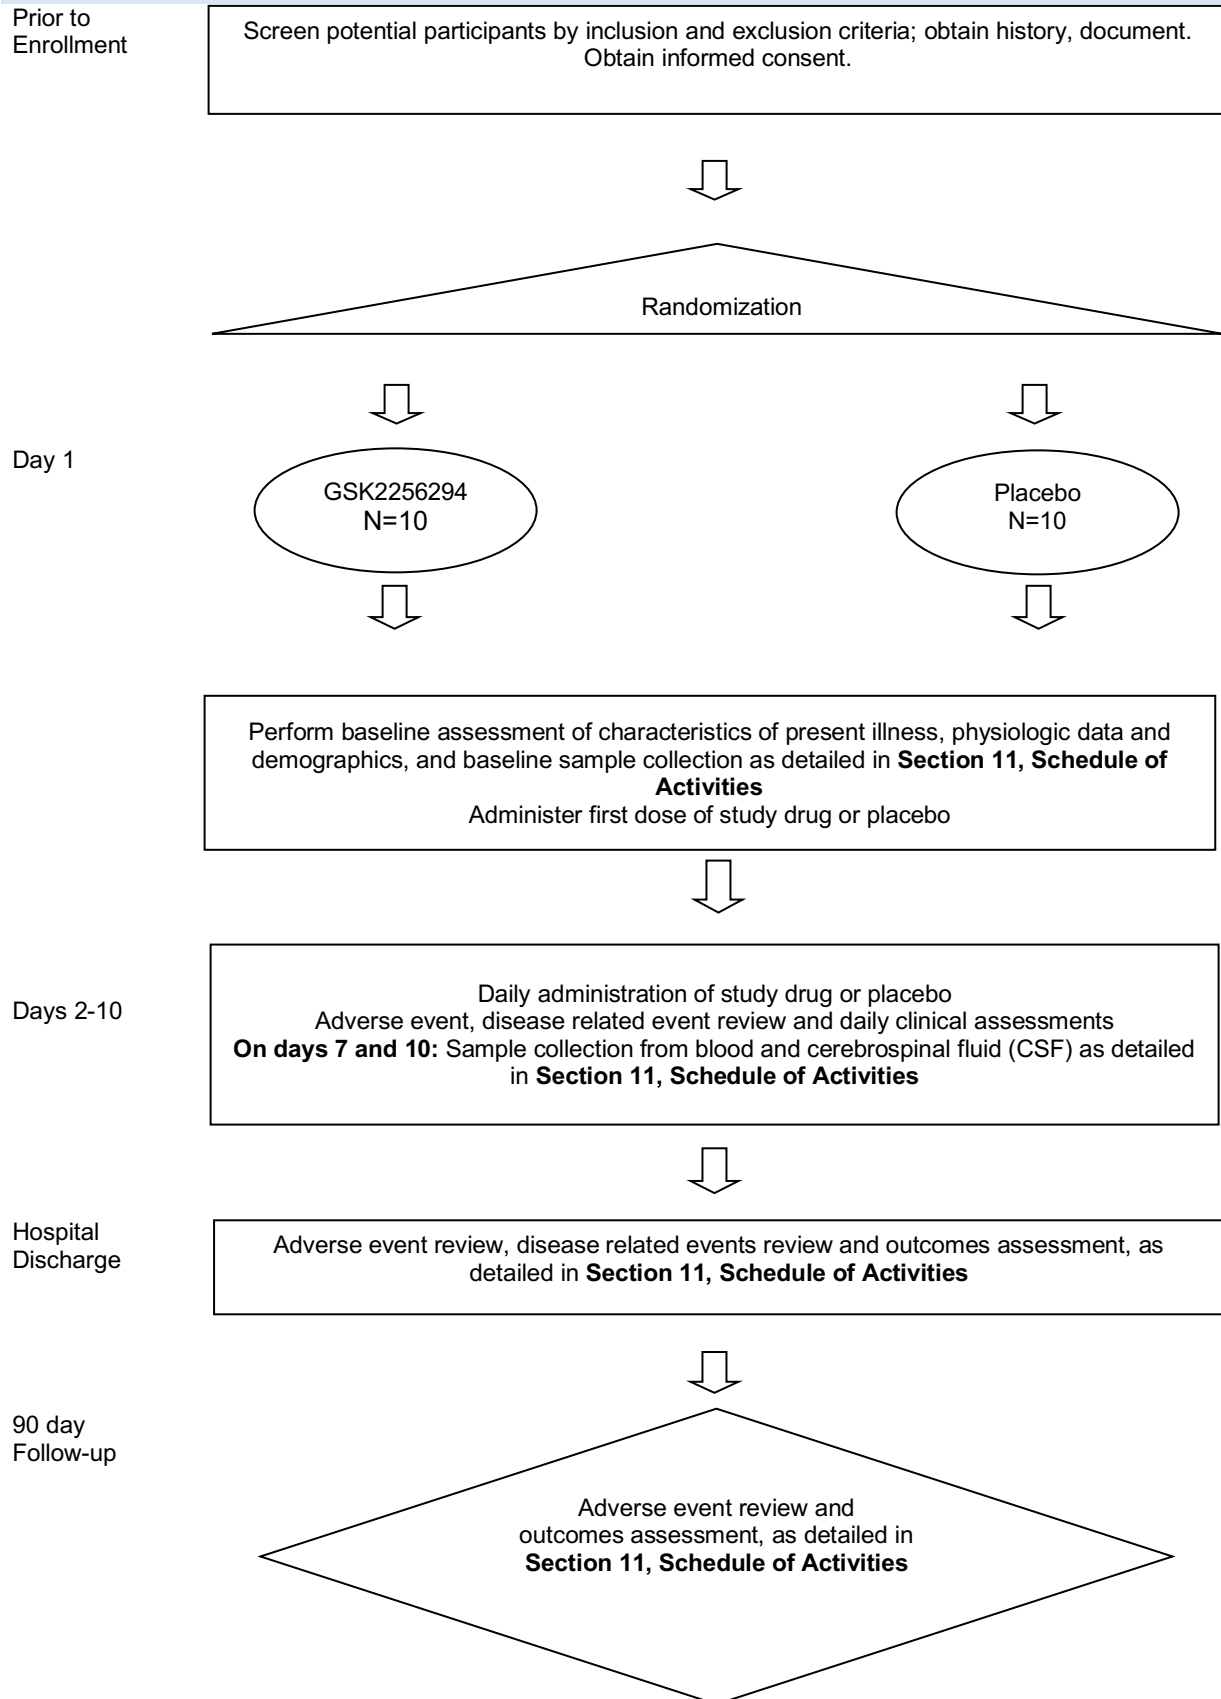 Prior to
Enrollment
Screen potential participants by inclusion and exclusion criteria; obtain history, document.
Obtain informed consent.
Randomization
Day 1
GSK2256294
N=10
Placebo
N=10
Perform baseline assessment of characteristics of present illness, physiologic data and
demographics, and baseline sample collection as detailed in Section 11, Schedule of
Activities
Administer first dose of study drug or placebo
Days 2-10
Daily administration of study drug or placebo
Adverse event, disease related event review and daily clinical assessments
On days 7 and 10: Sample collection from blood and cerebrospinal fluid (CSF) as detailed
in Section 11, Schedule of Activities
Hospital
Discharge
Adverse event review, disease related events review and outcomes assessment, as
detailed in Section 11, Schedule of Activities
90 day
Follow-up
Adverse event review and
outcomes assessment, as detailed in
Section 11, Schedule of Activities